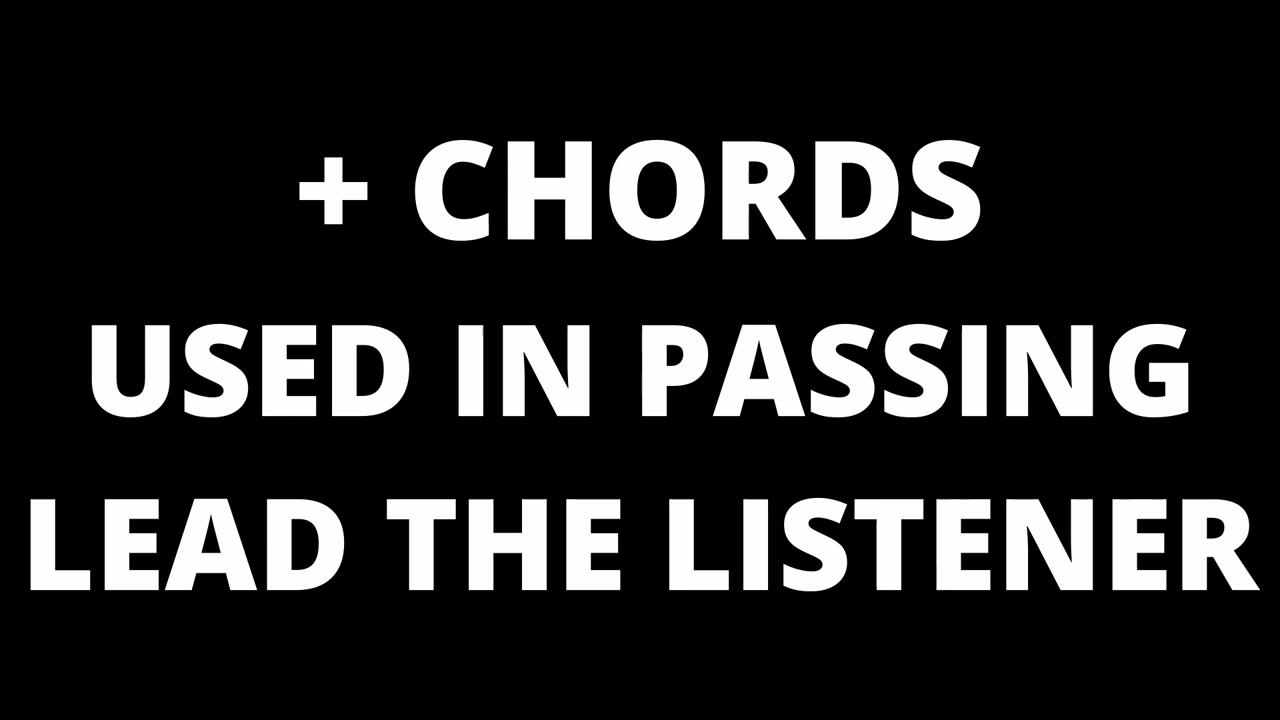 + CHORDS
USED IN PASSING
LEAD THE LISTENER